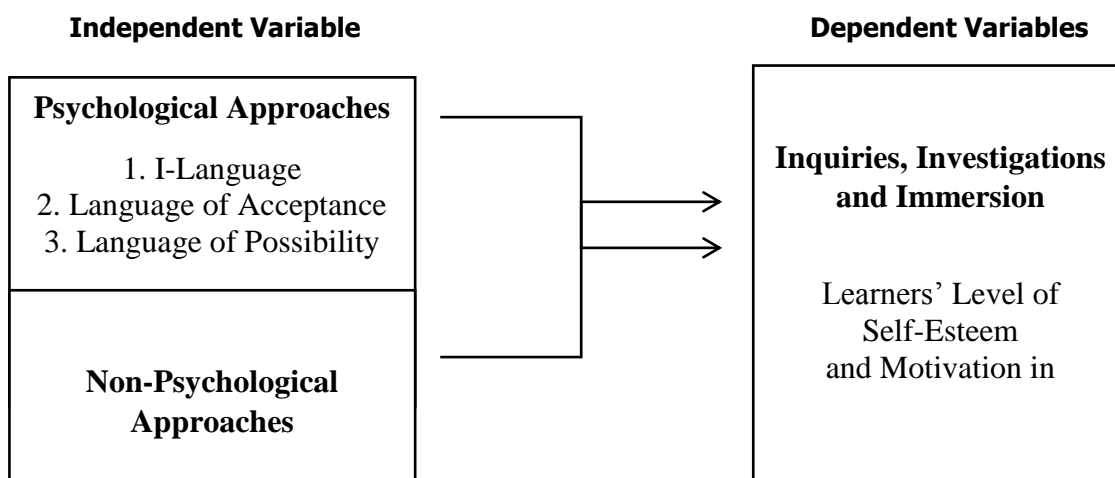 Independent Variable
Psychological Approaches
1. I-Language
2. Language of Acceptance
3. Language of Possibility
Non-Psychological
Approaches
Dependent Variables
Inquiries, Investigations
and Immersion
Learners’ Level of
Self-Esteem
and Motivation in